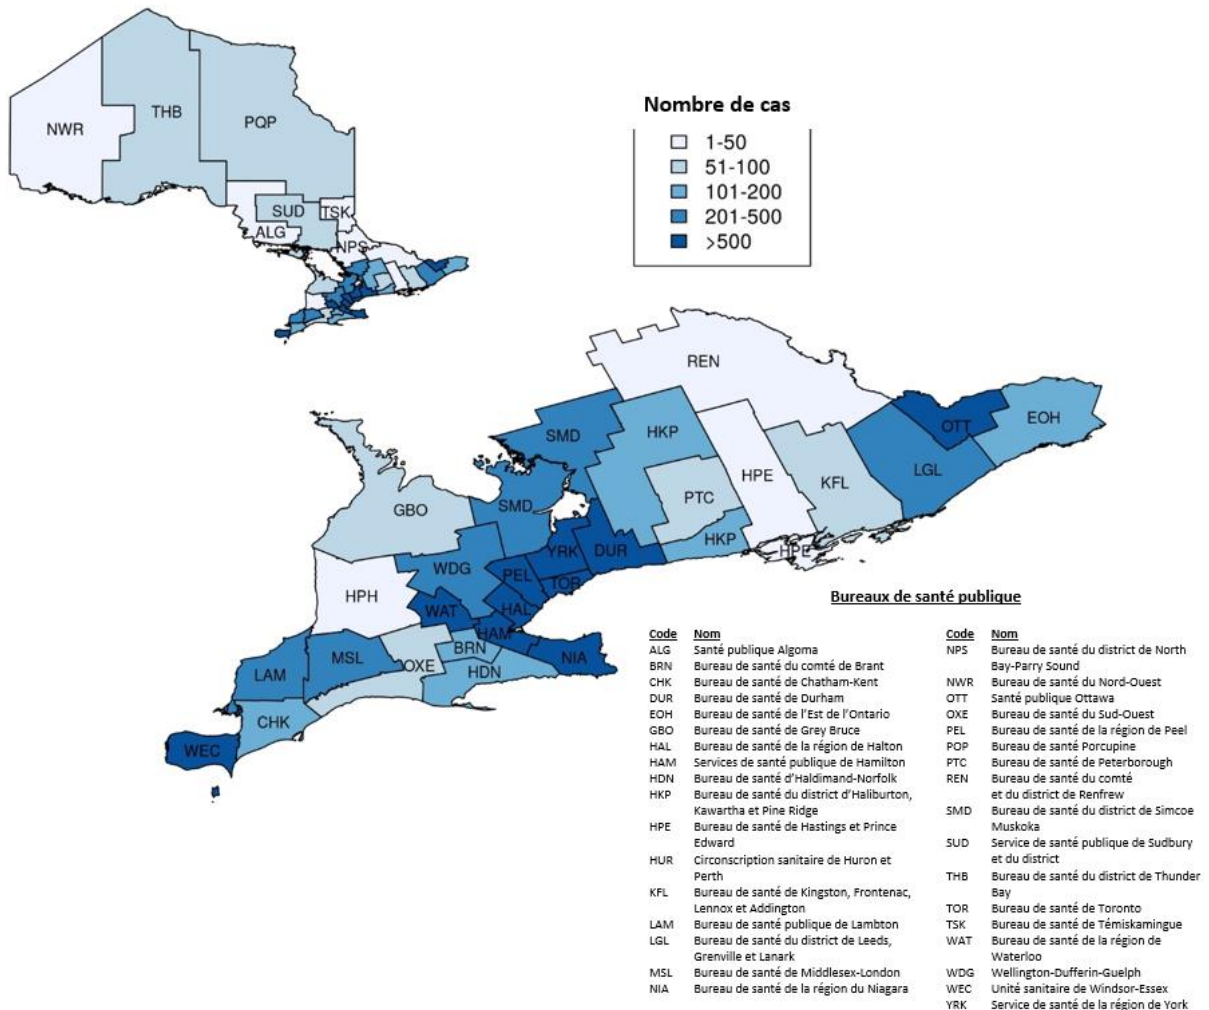 NWR
THB
PQP
SUD
TSK
ALG
NPS
Nombre de cas
1-50
51-100
101-200
201-500
>500
REN
SMD
HKP
OTT
EOH
LGL
HPE
KFL
PTC
GBO
SMD
YRK
DUR
HKP
HPE
WDG
PEL
TOR
HPH
WAT
HAL
HAM
MSL
BRN
NIA
LAM
OXE
HDN
CHK
WEC
Bureaux de santé publique
Code Nom
ALG Santé publique Algoma
BRN Bureau de santé du comté de Brant
CHK Bureau de santé de Chatham-Kent
DUR Bureau de santé de Durham
EOH Bureau de santé de l'Est de l'Ontario
GBO Bureau de santé de Grey Bruce
HAL Bureau de santé de la région de Halton
HAM Services de santé publique de Hamilton
HDN Bureau de santé d'Haldimand-Norfolk
HKP Bureau de santé du district d'Haliburton,
Kawartha et Pine Ridge
HPE Bureau de santé de Hastings et Prince
Edward
HUR Circonscription sanitaire de Huron et
Perth
KFL Bureau de santé de Kingston, Frontenac,
Lennox et Addington
LAM Bureau de santé publique de Lambton
LGL Bureau de santé du district de Leeds,
Grenville et Lanark
MSL Bureau de santé de Middlesex-London
NIA Bureau de santé de la région du Niagara
Code Nom
NPS Bureau de santé du district de North
Bay-Parry Sound
NWR Bureau de santé du Nord-Ouest
OTT Santé publique Ottawa
OXE Bureau de santé du Sud-Ouest
PEL Bureau de santé de la région de Peel
POP Bureau de santé Porcupine
PTC Bureau de santé de Peterborough
REN Bureau de santé du comté
et du district de Renfrew
SMD Bureau de santé du district de Simcoe
Muskoka
SUD Service de santé publique de Sudbury
et du district
THB Bureau de santé du district de Thunder
Bay
TOR Bureau de santé de Toronto
TSK Bureau de santé de Témiskamingue
WAT Bureau de santé de la région de
Waterloo
WDG Wellington-Dufferin-Guelph
WEC Unité sanitaire de Windsor-Essex
YRK Service de santé de la région de York